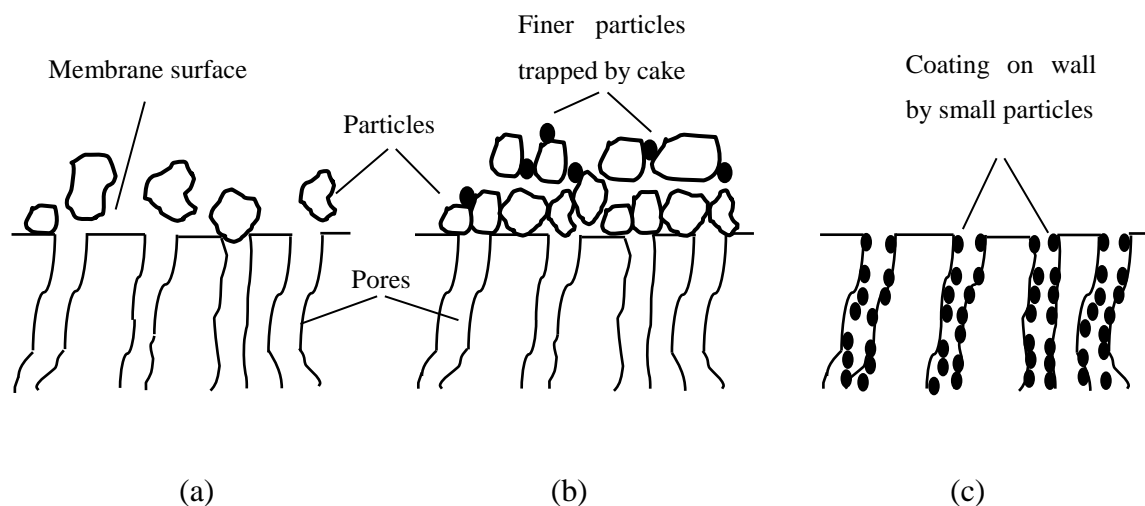 Membrane surface
Particles
Pores
Finer particles
trapped by cake
Coating on wall
by small particles
(a)
(b)
(c)